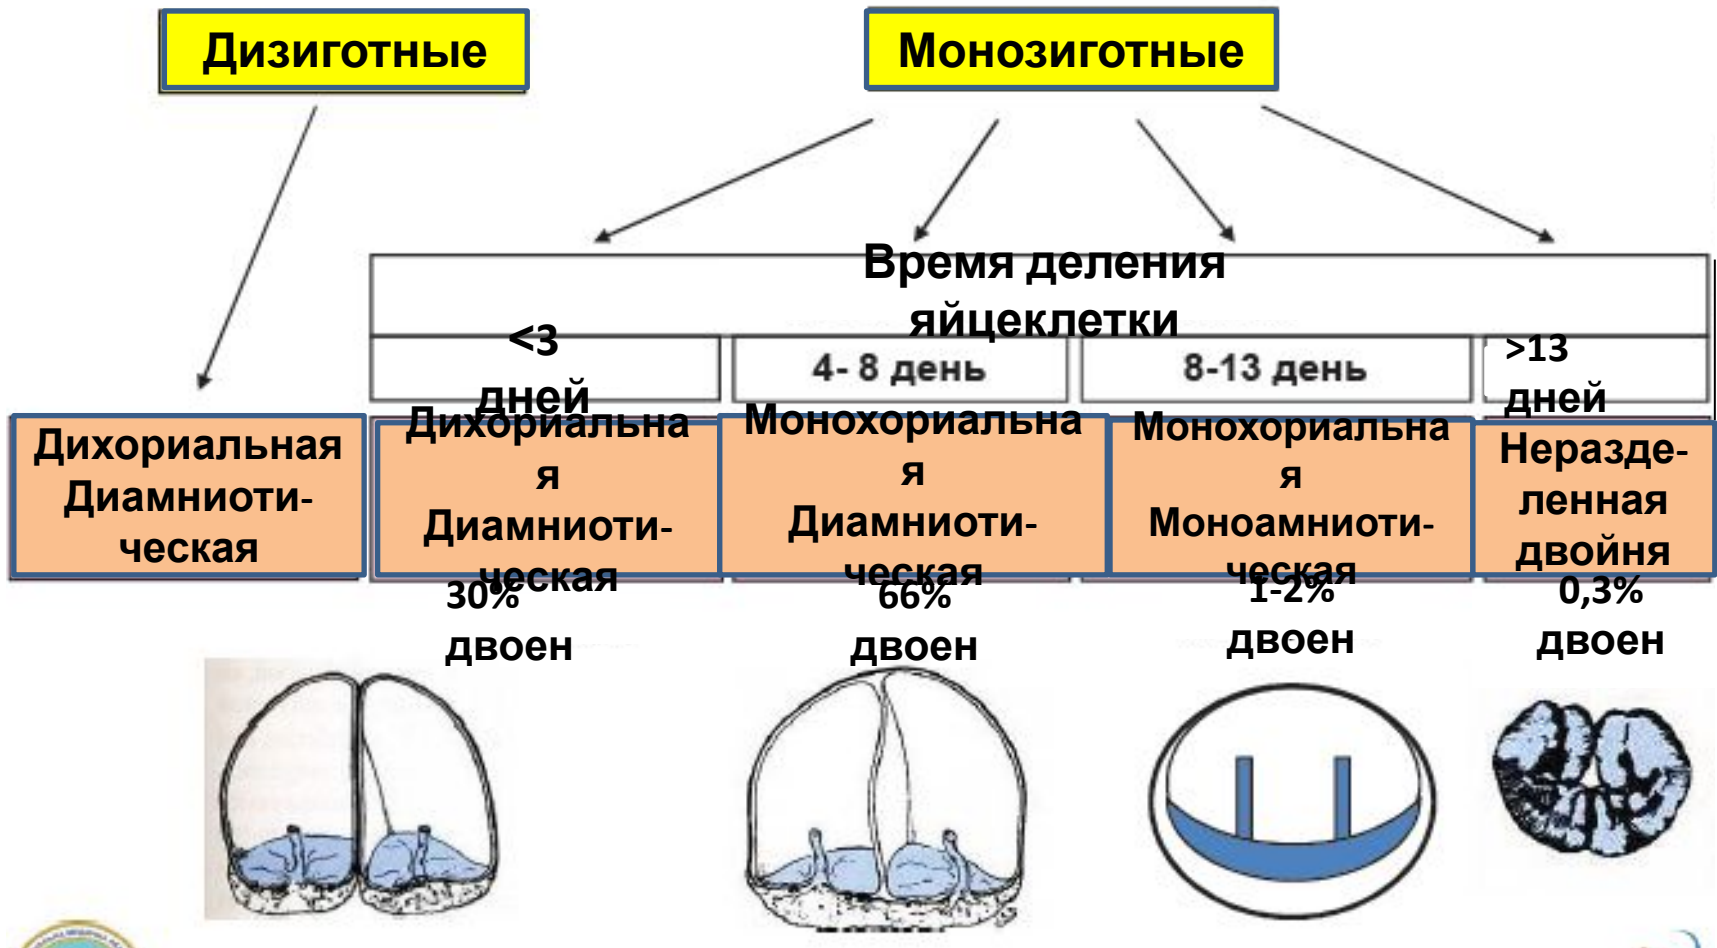 Дизиготные
Монозиготные
Время деления
яйцеклетки
<3
дней
4- 8 день
8-13 день
>13
дней
Дихориальная
Диамниоти-
ческая
Дихориальна
я
Диамниоти-
ческая
Монохориальна
я
Диамниоти-
ческая
Монохориальна
я
Моноамниоти-
ческая
Неразде-
ленная
двойня
30%
двоен
66%
двоен
1-2%
двоен
0,3%
двоен